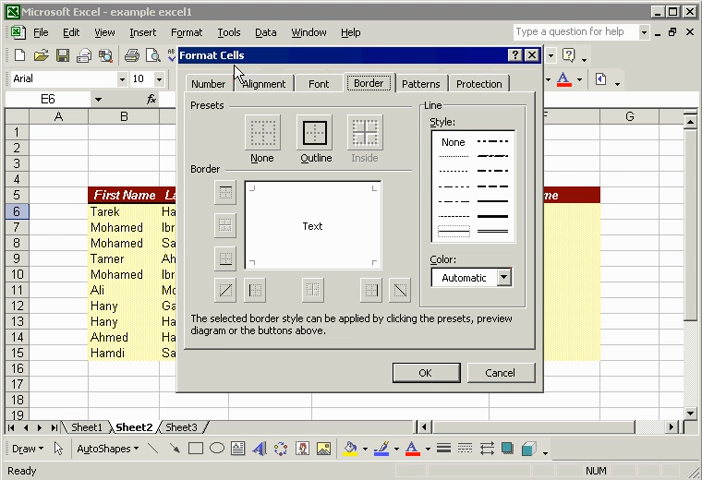 Microsoft Excel - example excel1
File Edit View Insert Format Tools Data Window Help
Type a question for help
Arial 10
E6 fx
Format Cells
Number Alignment Font Border Patterns Protection
Presets
None Outline Inside
Border
Text
Line
Style:
None
Color:
Automatic
The selected border style can be applied by clicking the presets, preview
diagram or the buttons above.
OK Cancel
A B F G
1
2
3
4
5 First Name La me
6 Tarek Ha
7 Mohamed Ibr
8 Mohamed Sa
9 Tamer Ah
10 Mohamed Ibr
11 Ali Mo
12 Hany Ga
13 Hany Ha
14 Ahmed Ha
15 Hamdi Sa
16
17
18
19
Sheet1 Sheet2 Sheet3
Draw AutoShapes
Ready NUM